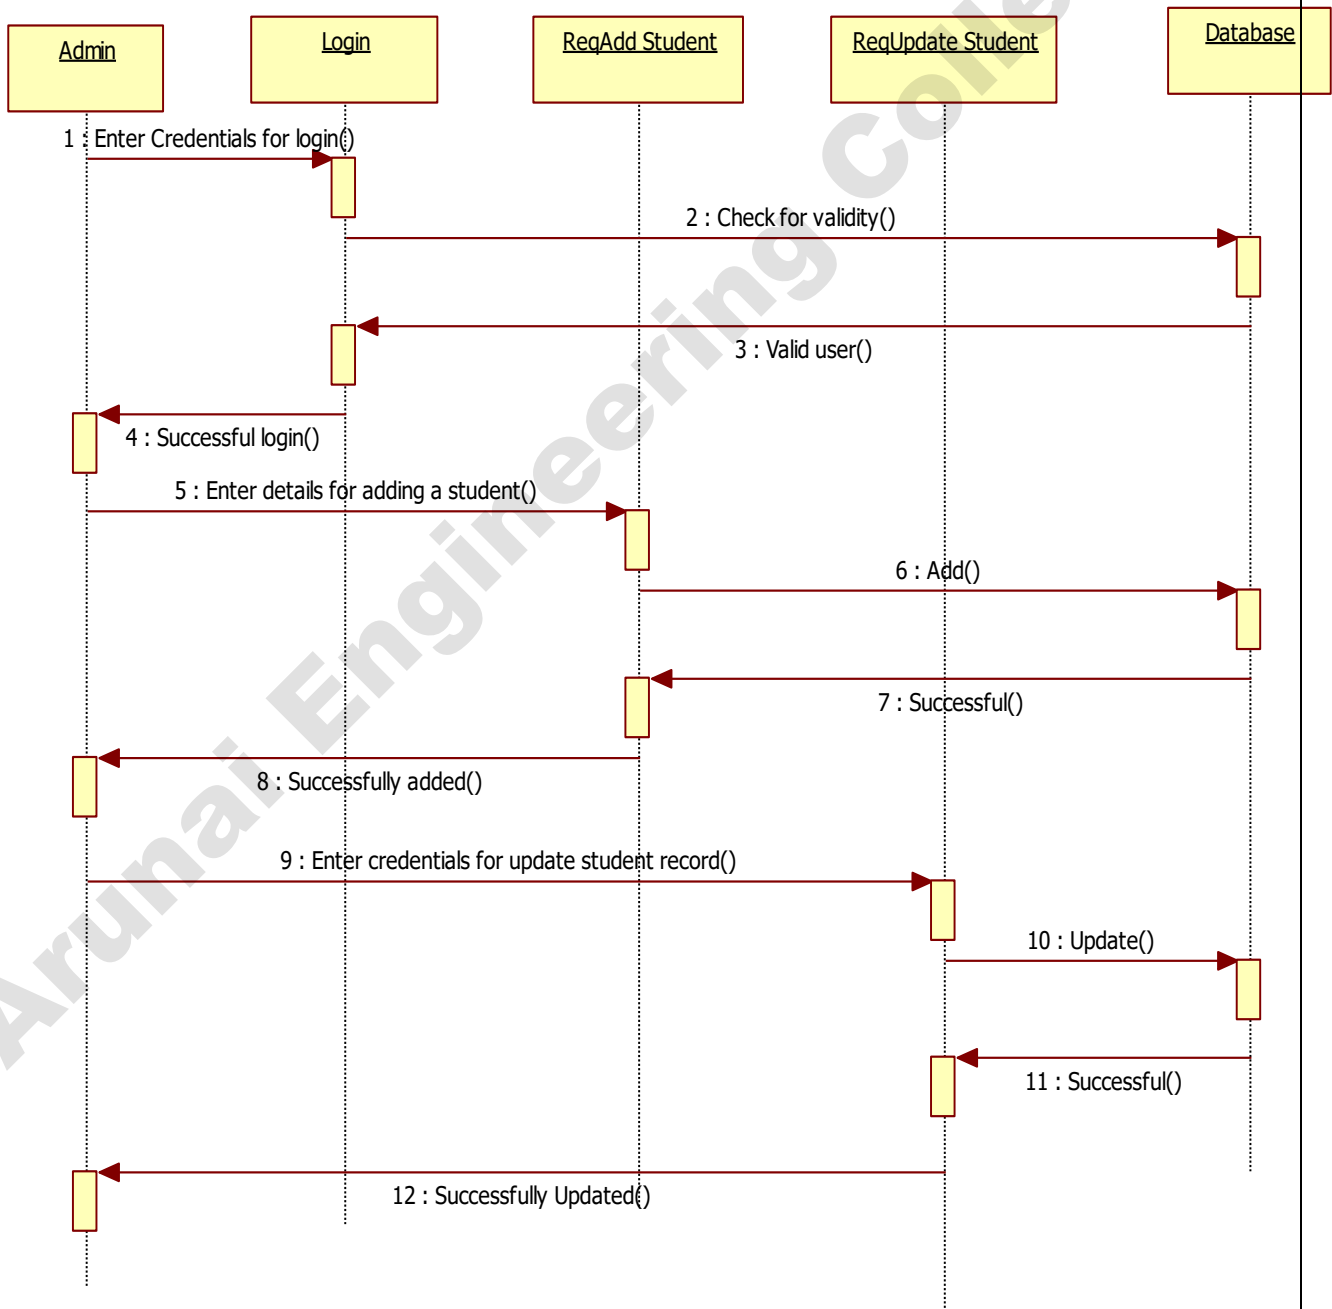 Admin
Login
ReqAdd Student
ReqUpdate Student
Database
1 : Enter Credentials for login()
2 : Check for validity()
3 : Valid user()
4 : Successful login()
5 : Enter details for adding a student()
6 : Add()
7 : Successful()
8 : Successfully added()
9 : Enter credentials for update student record()
10 : Update()
11 : Successful()
12 : Successfully Updated()
Arunai Engineering Colle